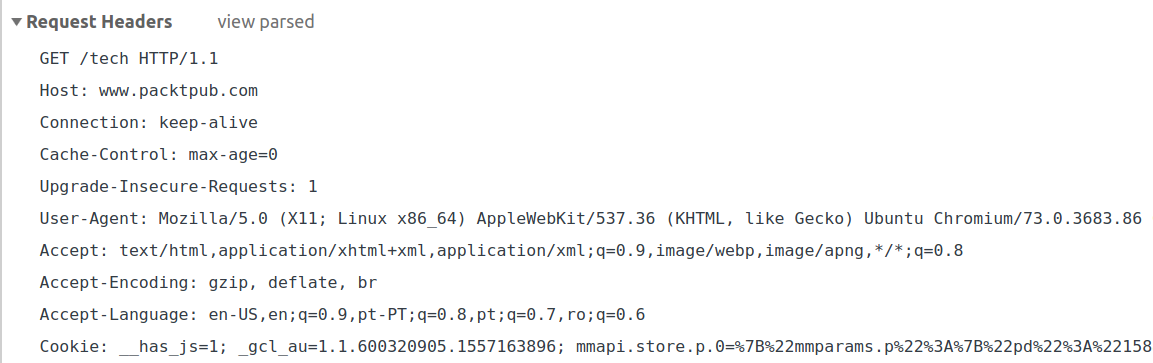 ▼ Request Headers view parsed
GET /tech HTTP/1.1
Host: www.packtpub.com
Connection: keep-alive
Cache-Control: max-age=0
Upgrade-Insecure-Requests: 1
User-Agent: Mozilla/5.0 (X11; Linux x86_64) AppleWebKit/537.36 (KHTML, like Gecko) Ubuntu Chromium/73.0.3683.86
Accept: text/html,application/xhtml+xml,application/xml;q=0.9,image/webp,image/apng,*/*;q=0.8
Accept-Encoding: gzip, deflate, br
Accept-Language: en-US,en;q=0.9,pt-PT;q=0.8,pt;q=0.7,ro;q=0.6
Cookie: __has_js=1; _gcl_au=1.1.600320905.1557163896; mmapi.store.p.0=%7B%22mmparams.p%22%3A%7B%22pd%22%3A%22158